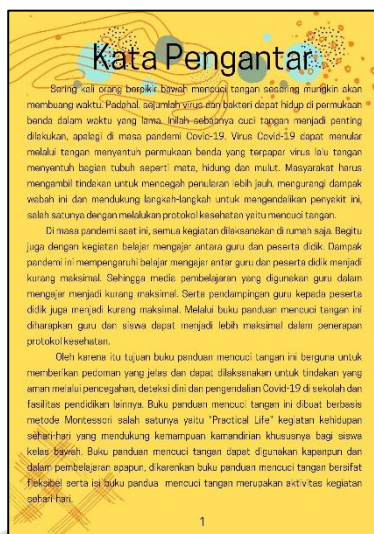 Kata Pengantar
Sering kali orang berpikir bawah mencuci tangan sesering mungkin akan
membuang waktu. Padahal, sejumlah virus dan bakteri dapat hidup di permukaan
benda dalam waktu yang lama. Inilah sebabnya cuci tangan menjadi penting
dilakukan, apalagi di masa pandemi Covic-19. Virus Covid-19 dapat menular
melalui tangan menyentuh permukaan benda yang terpapar virus lalu tangan
menyentuh bagian tubuh seperti mata, hidung dan mulut. Masyarakat harus
mengambil tindakan untuk mencegah penularan lebih jauh, mengurangi dampak
wabah ini dan mendukung langkah-langkah untuk mengendalikan penyakit ini,
salah satunya dengan melalukan protokol kesehatan yaitu mencuci tangan.
Di masa pandemi saat ini, semua kegiatan dilaksanakan di rumah saja. Begitu
juga dengan kegiatan belajar mengajar antara guru dan peserta didik. Dampak
pandemi ini mempengaruhi belajar mengajar antar guru dan peserta didik menjadi
kurang maksimal. Sehingga media pembelajaran yang digunakan guru dalam
mengajar menjadi kurang maksimal. Serta pendampingan guru kepada peserta
didik juga menjadi kurang maksimal. Melalui buku panduan mencuci tangan ini
diharapkan guru dan siswa dapat menjadi lebih maksimal dalam penerapan
protokol kesehatan.
Oleh karena itu tujuan buku panduan mencuci tangan ini berguna untuk
memberikan pedoman yang jelas dan dapat dilaksanakan untuk tindakan yang
aman melalui pencegahan, deteksi dini dan pengendalian Covid-19 di sekolah dan
fasilitas pendidikan lainnya. Buku panduan mencuci tangan ini dibuat berbasis
metode Montessori salah satunya yaitu "Practical Life" kegiatan kehidupan
sehari-hari yang mendukung kemampuan kamandirian khususnya bagi siswa
kelas bawah. Buku panduan mencuci tangan dapat digunakan kapanpun dan
dalam pembelajaran apapun, dikarenkan buku panduan mencuci tangan bersifat
fleksibel serta isi buku pandua mencuci tangan merupakan aktivitas kegiatan
sehari-hari.
1